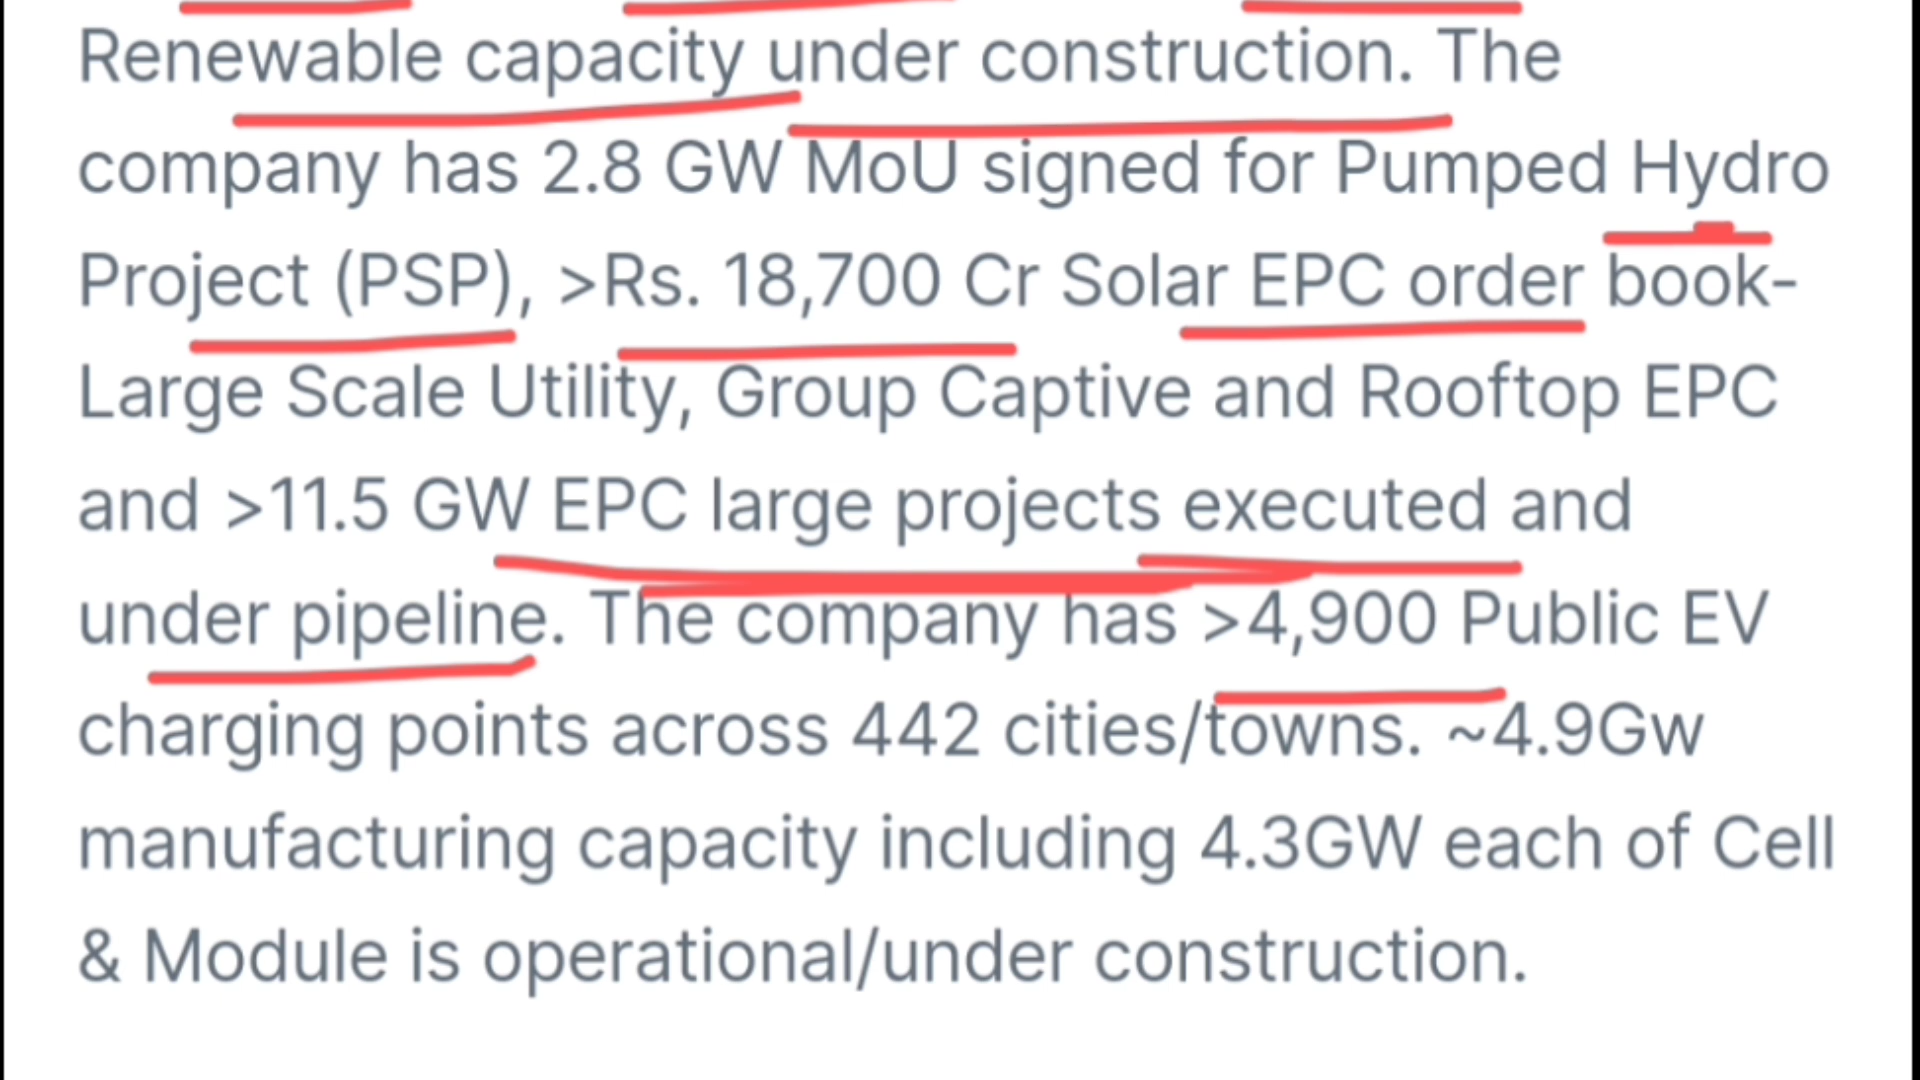 Renewable capacity under construction. The
company has 2.8 GW MoU signed for Pumped Hydro
Project (PSP), >Rs. 18,700 Cr Solar EPC order book-
Large Scale Utility, Group Captive and Rooftop EPC
and >11.5 GW EPC large projects executed and
under pipeline. The company has >4,900 Public EV
charging points across 442 cities/towns. ~4.9Gw
manufacturing capacity including 4.3GW each of Cell
& Module is operational/under construction.